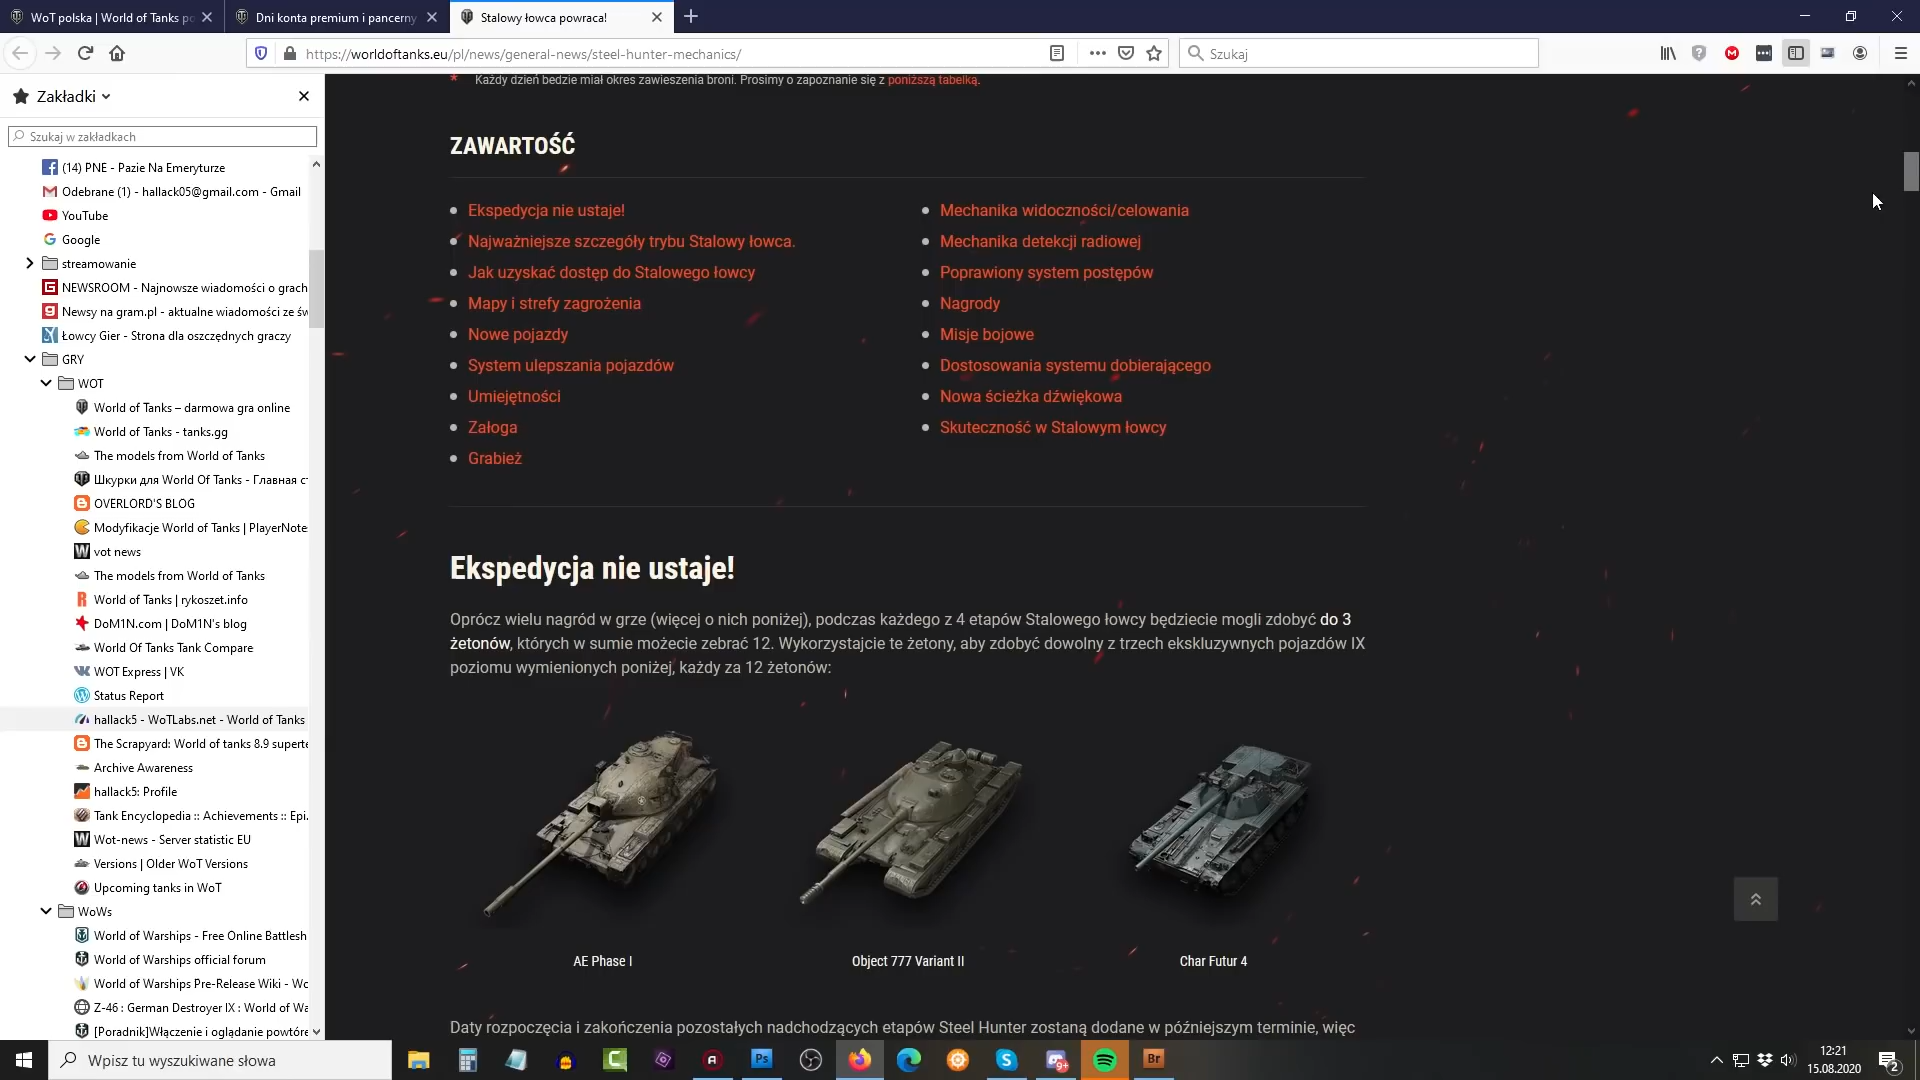 WoT polska | World of Tanks po
Dni konta premium i pancerny
Stalowy łowca powraca!
https://worldoftanks.eu/pl/news/general-news/steel-hunter-mechanics/
Szukaj
Zakładki
Szukaj w zakładkach
(14) PNE - Pazie Na Emeryturze
Odebrane (1) - hallack05@gmail.com - Gmail
YouTube
Google
streamowanie
NEWSROOM - Najnowsze wiadomości o grach
Newsy na gram.pl - aktualne wiadomości ze św
Łowcy Gier - Strona dla oszczędnych graczy
GRY
WOT
World of Tanks – darmowa gra online
World of Tanks - tanks.gg
The models from World of Tanks
Шкурки для World Of Tanks - Главная ст
OVERLORD'S BLOG
Modyfikacje World of Tanks | PlayerNote
vot news
The models from World of Tanks
World of Tanks | rykoszet.info
DoM1N.com | DoM1N's blog
World Of Tanks Tank Compare
WOT Express | VK
Status Report
hallack5 - WoTLabs.net - World of Tanks
The Scrapyard: World of tanks 8.9 superte
Archive Awareness
hallack5: Profile
Tank Encyclopedia :: Achievements :: Epi.
Wot-news - Server statistic EU
Versions | Older WoT Versions
Upcoming tanks in WoT
WoWs
World of Warships - Free Online Battlesh
World of Warships official forum
World of Warships Pre-Release Wiki - Wo
Z-46 : German Destroyer IX : World of Wa
[Poradnik]Włączenie i oglądanie powtóre
* Każdy dzień bedzie miał okres zawieszenia broni. Prosimy o zapoznanie się z poniższą tabelką.
ZAWARTOŚĆ
Ekspedycja nie ustaje!
Najważniejsze szczegóły trybu Stalowy łowca.
Jak uzyskać dostęp do Stalowego łowcy
Mapy i strefy zagrożenia
Nowe pojazdy
System ulepszania pojazdów
Umiejętności
Załoga
Grabież
Mechanika widoczności/celowania
Mechanika detekcji radiowej
Poprawiony system postępów
Nagrody
Misje bojowe
Dostosowania systemu dobierającego
Nowa ścieżka dźwiękowa
Skuteczność w Stalowym łowcy
Ekspedycja nie ustaje!
Oprócz wielu nagród w grze (więcej o nich poniżej), podczas każdego z 4 etapów Stalowego łowcy będziecie mogli zdobyć do 3
żetonów, których w sumie możecie zebrać 12. Wykorzystajcie te żetony, aby zdobyć dowolny z trzech ekskluzywnych pojazdów IX
poziomu wymienionych poniżej, każdy za 12 żetonów:
AE Phase I
Object 777 Variant II
Char Futur 4
Daty rozpoczęcia i zakończenia pozostałych nadchodzących etapów Steel Hunter zostaną dodane w późniejszym terminie, więc
Wpisz tu wyszukiwane słowa
Ps
Br
9+
12:21
15.08.2020
2